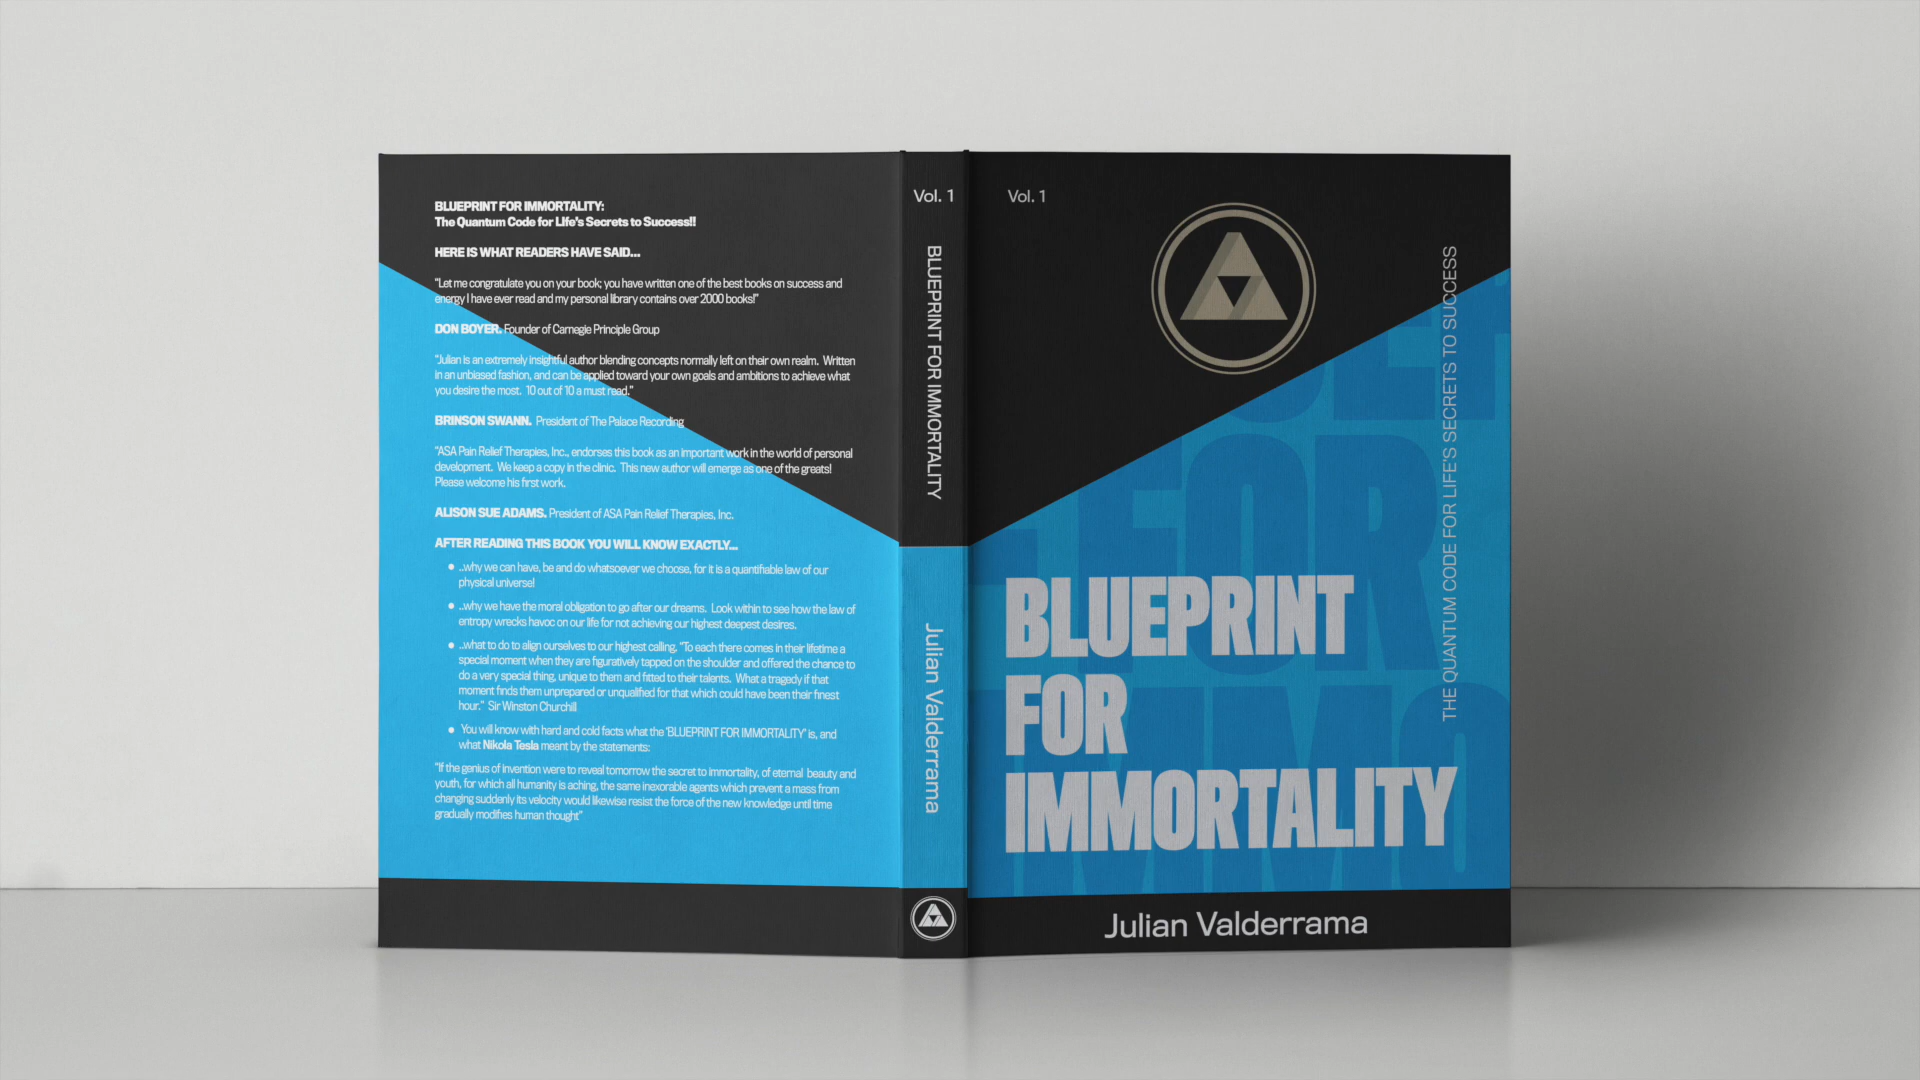 BLUEPRINT FOR IMMORTALITY:
The Quantum Code for LIfe's Secrets to Success!!
HERE IS WHAT READERS HAVE SAID...
"Let me congratulate you on your book; you have written one of the best books on success and
energy I have ever read and my personal library contains over 2000 books!"
DON BOYER. Founder of Carnegie Principle Group
"Julian is an extremely insightful author blending concepts normally left on their own realm. Written
in an unbiased fashion, and can be applied toward your own goals and ambitions to achieve what
you desire the most. 10 out of 10 a must read."
BRINSON SWANN. President of The Palace Recording
"ASA Pain Relief Therapies, Inc., endorses this book as an important work in the world of personal
development. We keep a copy in the clinic. This new author will emerge as one of the greats!
Please welcome his first work.
ALISON SUE ADAMS. President of ASA Pain Relief Therapies, Inc.
AFTER READING THIS BOOK YOU WILL KNOW EXACTLY...
• ...why we can have, be and do whatsoever we choose, for it is a quantifiable law of our
physical universe!
• ...why we have the moral obligation to go after our dreams. Look within to see how the law of
entropy wrecks havoc on our life for not achieving our highest deepest desires.
• ...what to do to align ourselves to our highest calling. "To each there comes in their lifetime a
special moment when they are figuratively tapped on the shoulder and offered the chance to
do a very special thing, unique to them and fitted to their talents. What a tragedy if that
moment finds them unprepared or unqualified for that which could have been their finest
hour." Sir Winston Churchill
• You will know with hard and cold facts what the 'BLUEPRINT FOR IMMORTALITY' is, and
what Nikola Tesla meant by the statements:
"If the genius of invention were to reveal tomorrow the secret to immortality, of eternal beauty and
youth, for which all humanity is aching, the same inexorable agents which prevent a mass from
changing suddenly its velocity would likewise resist the force of the new knowledge until time
gradually modifies human thought"
Vol. 1
BLUEPRINT FOR IMMORTALITY
Julian Valderrama
Vol. 1
THE QUANTUM CODE FOR LIFE'S SECRETS TO SUCCESS
BLUEPRINT
FOR
IMMORTALITY
Julian Valderrama